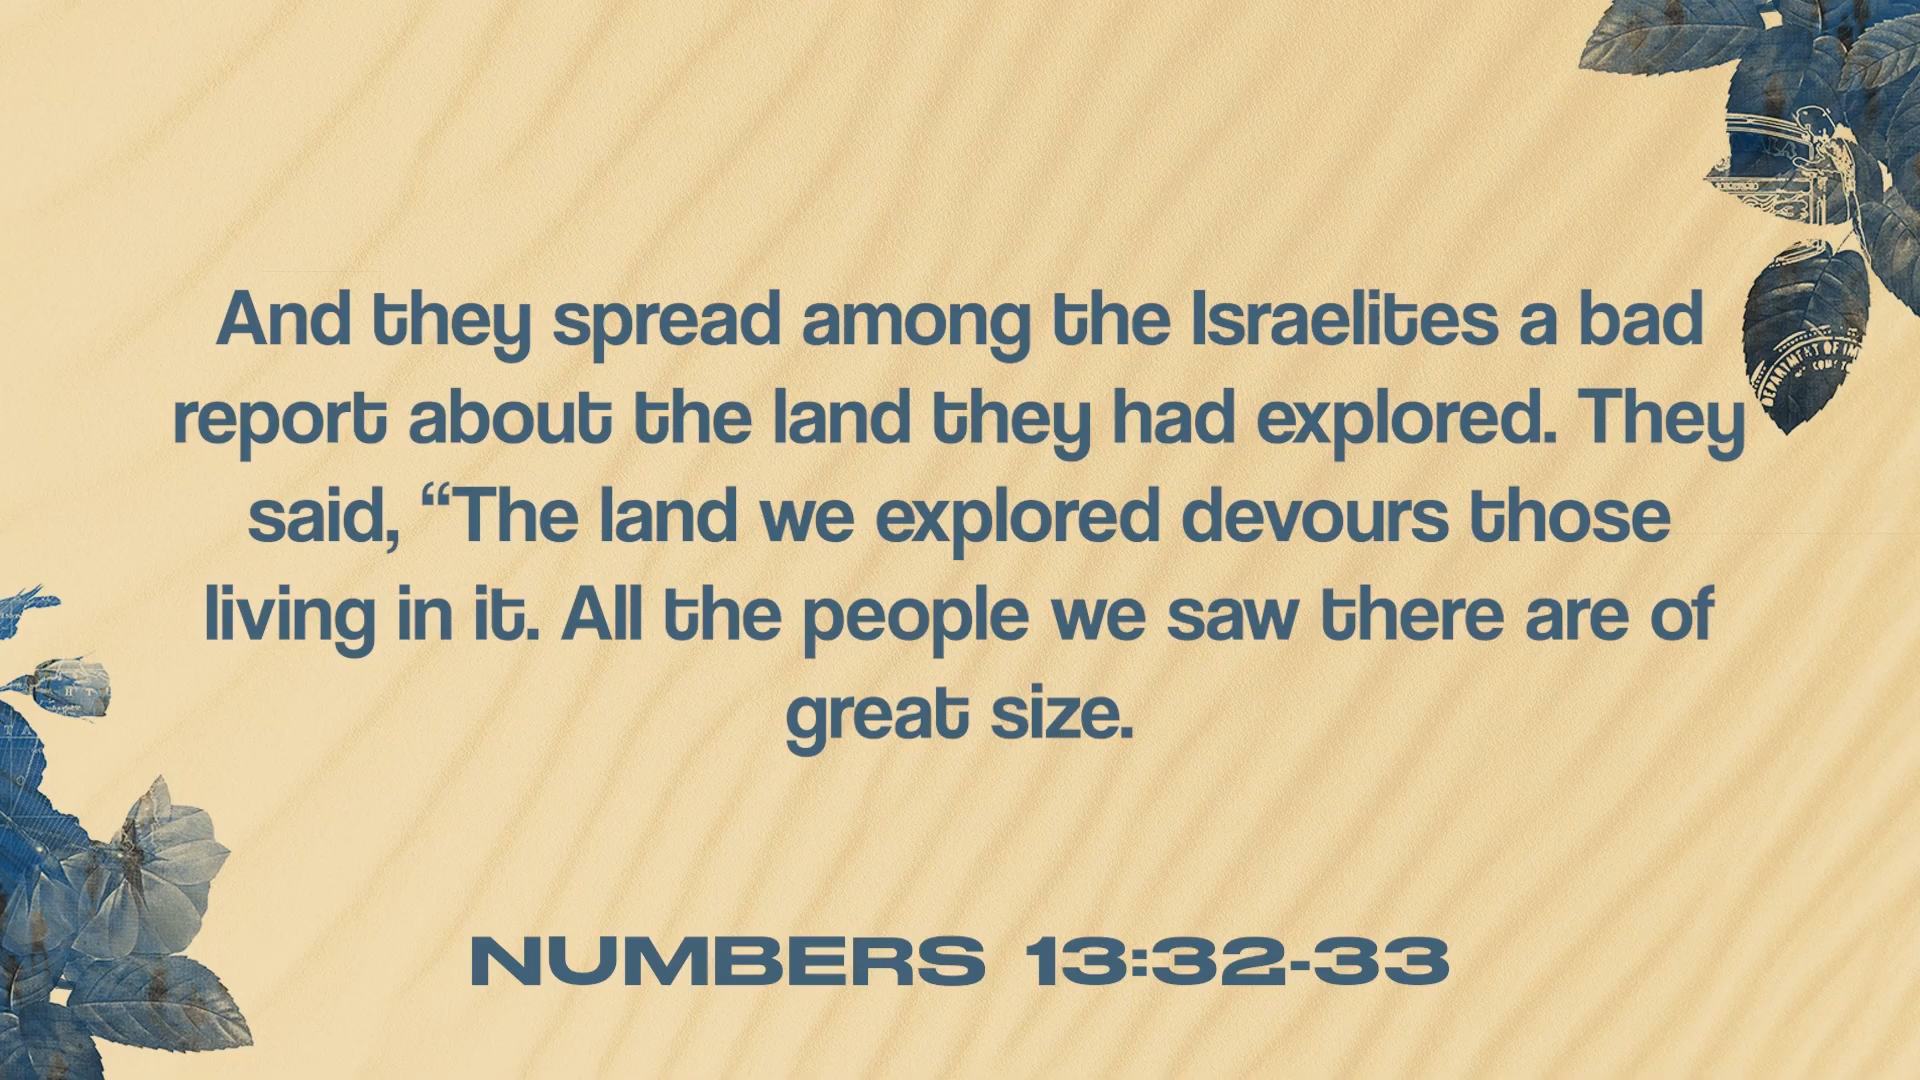 And they spread among the Israelites a bad
report about the land they had explored. They
said, “The land we explored devours those
living in it. All the people we saw there are of
great size.
NUMBERS 13:32-33
DEPARTMENT OF